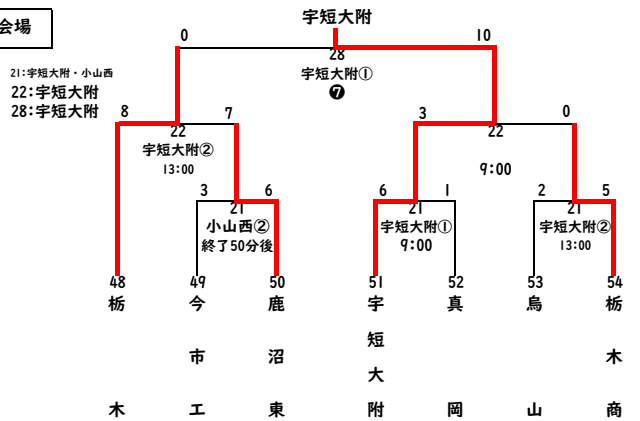 宇短大附
会場
0
10
28
21:宇短大附・小山西
宇短大附①
22:宇短大附
❼
28:宇短大附
8
7
3
0
22
22
宇短大附②
13:00
9:00
3
6
6
1
2
5
21
21
21
小山西②
宇短大附①
宇短大附②
終了50分後
9:00
13:00
48
49
50
51
52
53
54
栃木
今市工
鹿沼東
宇短大附
真岡
烏山
栃木商